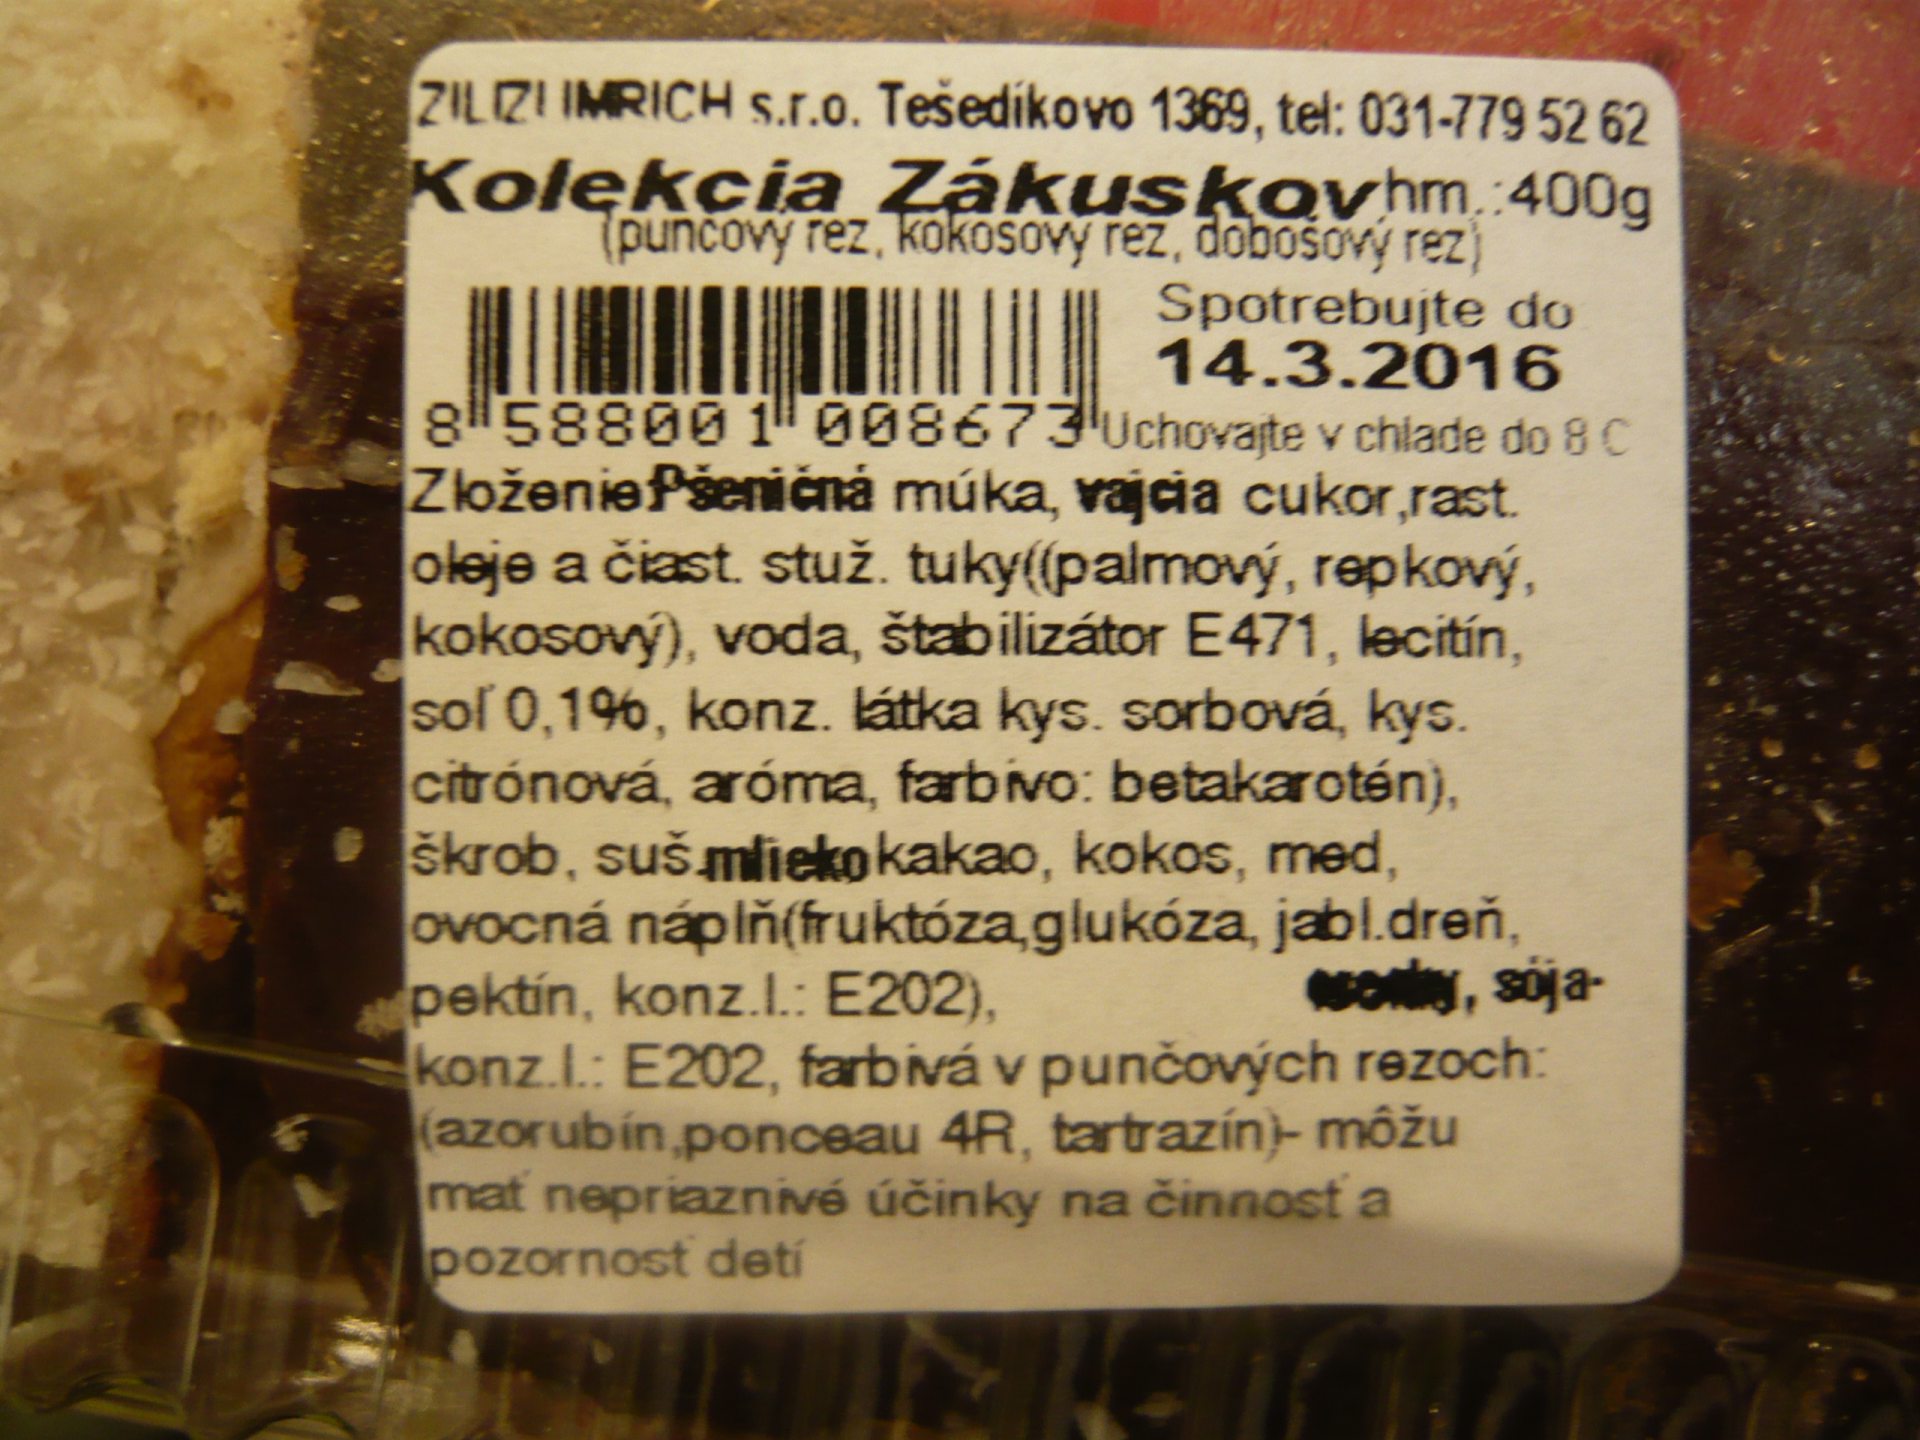 ZILIZI IMRICH s.r.o. Tešedíkovo 1369, tel: 031-779 52 62
Kolekcia Zákuskov hm.:400g
(punčový rez, kokosový rez, dobošový rez)
Spotrebujte do
14.3.2016
8 588001 008673 Uchovajte v chlade do 8 C
Zloženie: Pšeničná múka, vajcia cukor,rast.
oleje a čiast. stuž. tuky((palmový, repkový,
kokosový), voda, štabilizátor E471, lecitín,
soľ 0,1%, konz. látka kys. sorbová, kys.
citrónová, aróma, farbivo: betakarotén),
škrob, suš.mlieko,kakao, kokos, med,
ovocná náplň(fruktóza,glukóza, jabl.dreň,
pektín, konz.l.: E202), sója-
konz.l.: E202, farbivá v punčových rezoch:
(azorubín,ponceau 4R, tartrazín)- môžu
mať nepriaznivé účinky na činnosť a
pozornosť detí